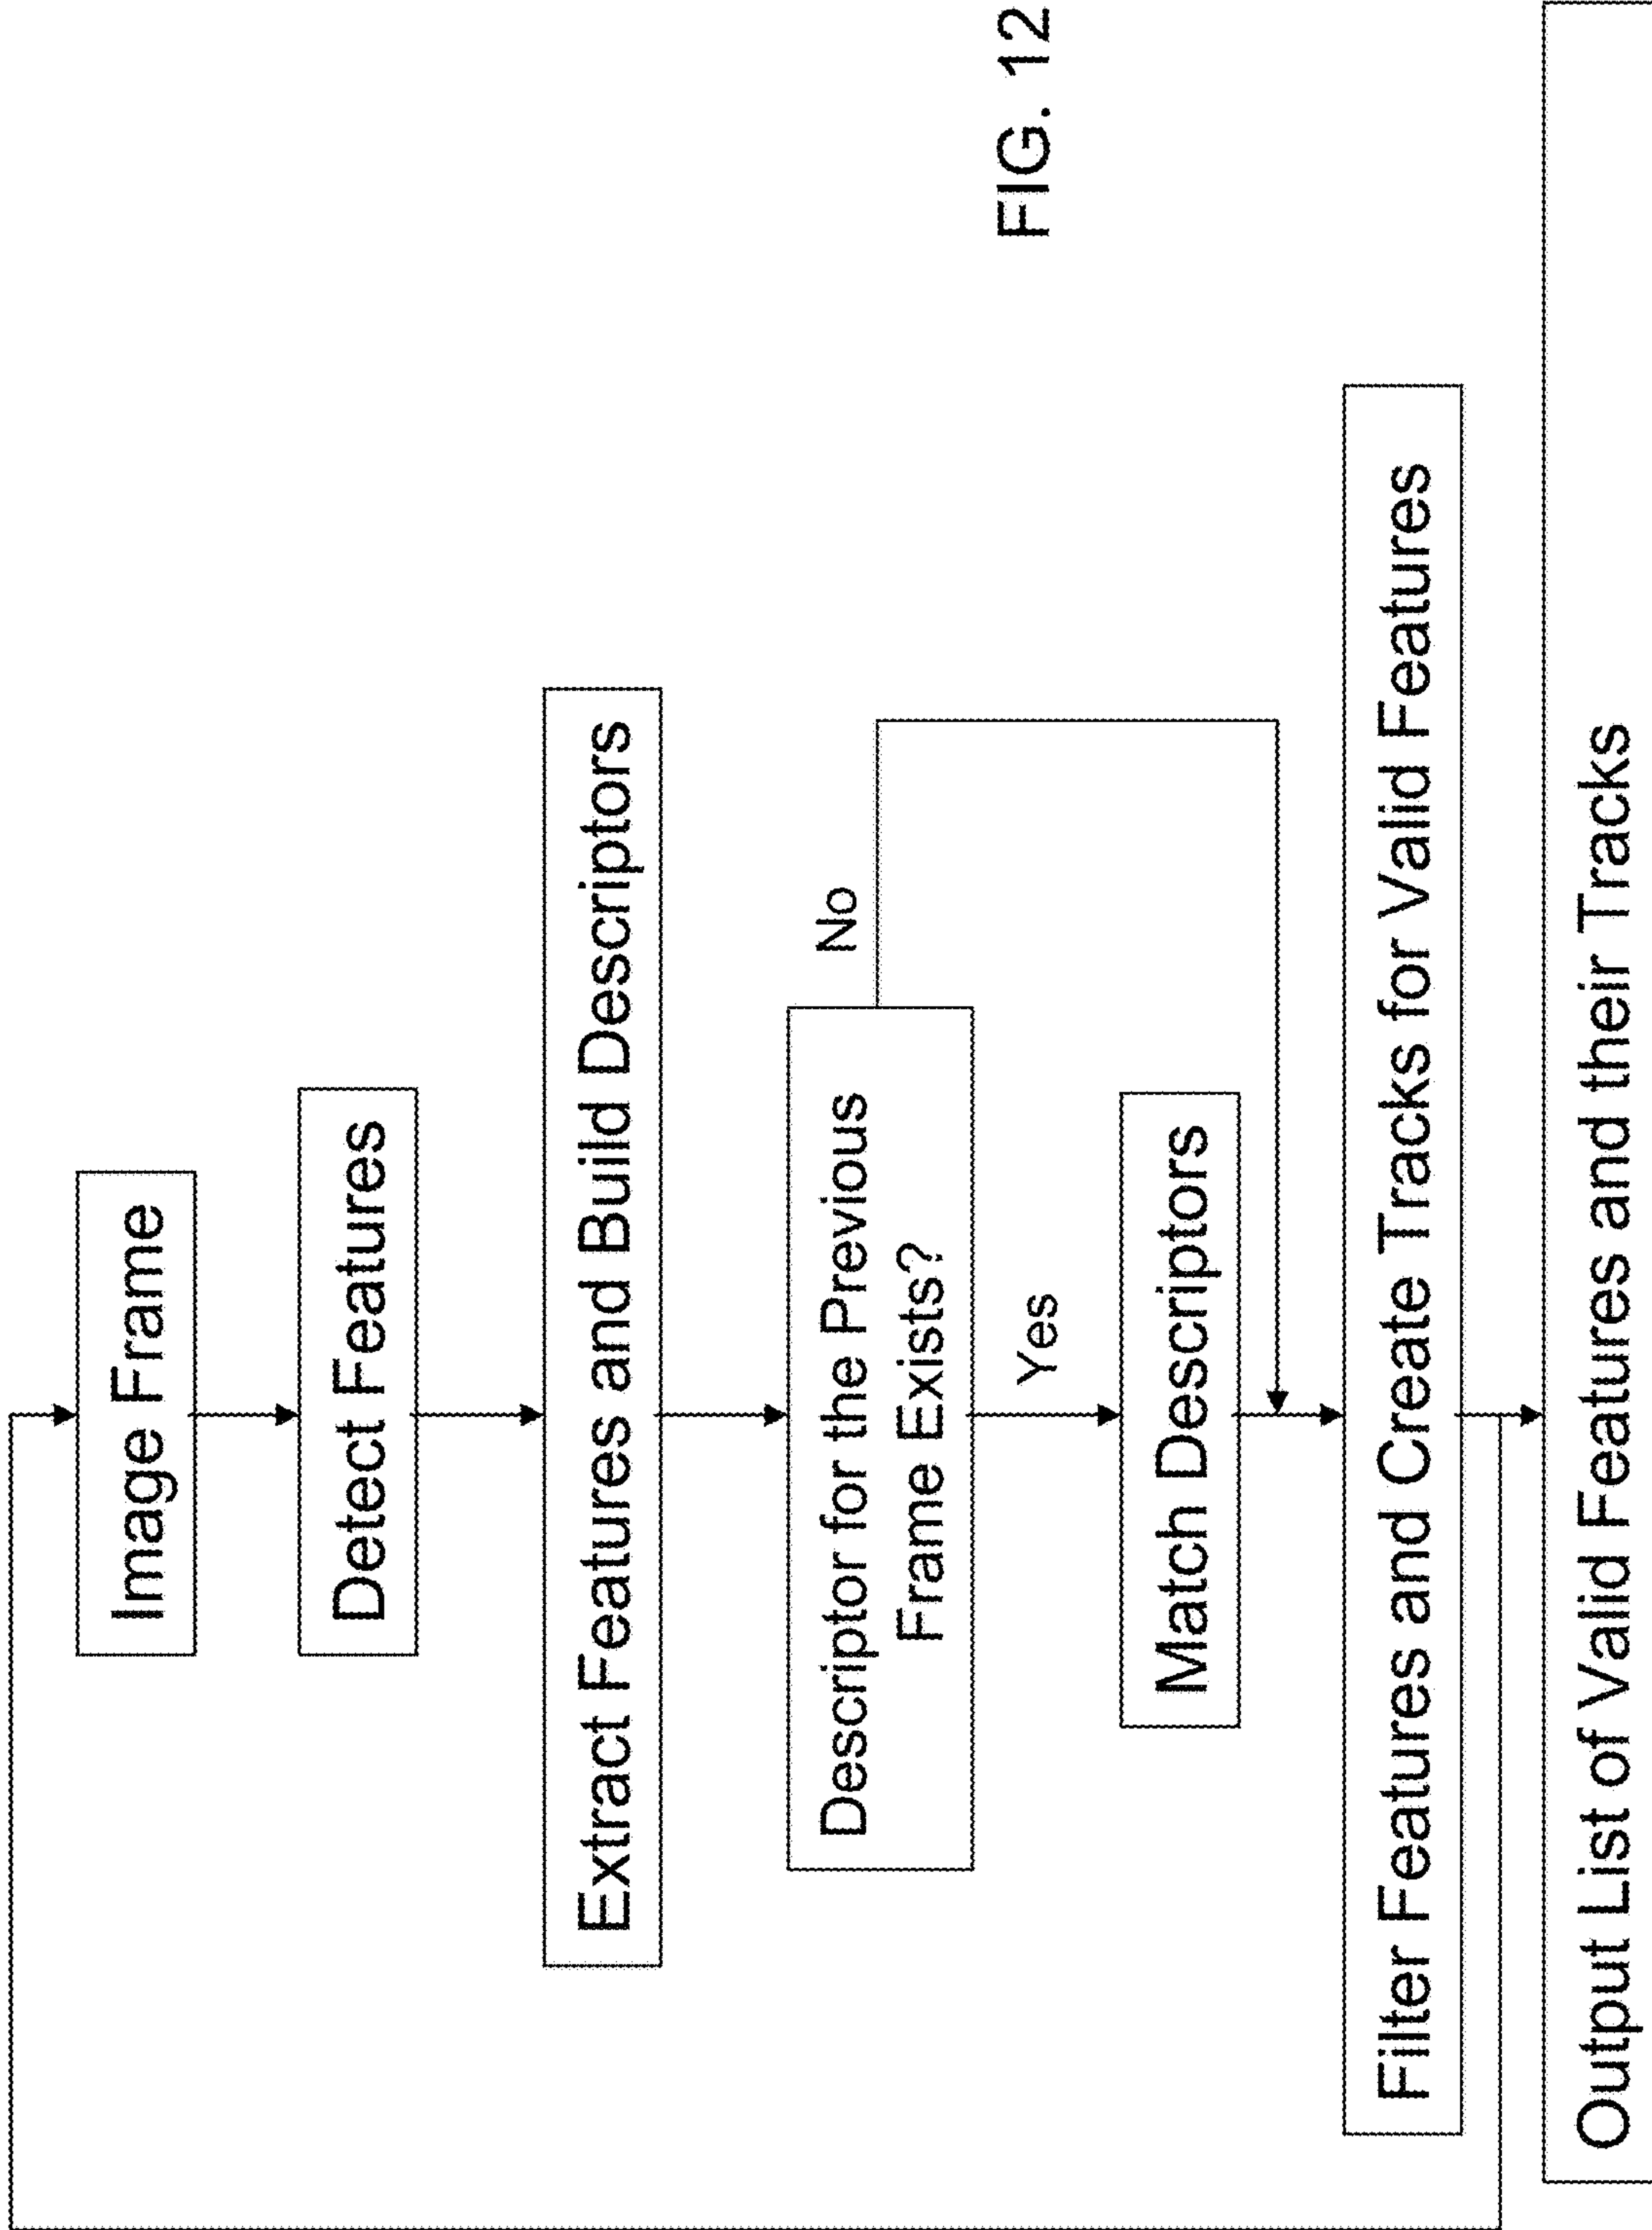 Image Frame
Detect Features
Extract Features and Build Descriptors
Descriptor for the Previous
Frame Exists?
No
Yes
Match Descriptors
Filter Features and Create Tracks for Valid Features
Output List of Valid Features and their Tracks
FIG. 12